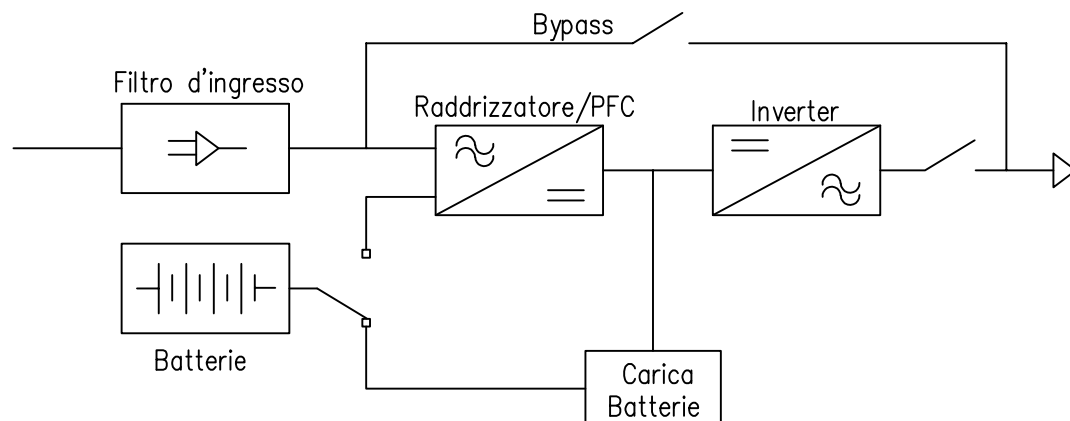 Bypass
Filtro d'ingresso
Raddrizzatore/PFC
Inverter
Batterie
Carica
Batterie